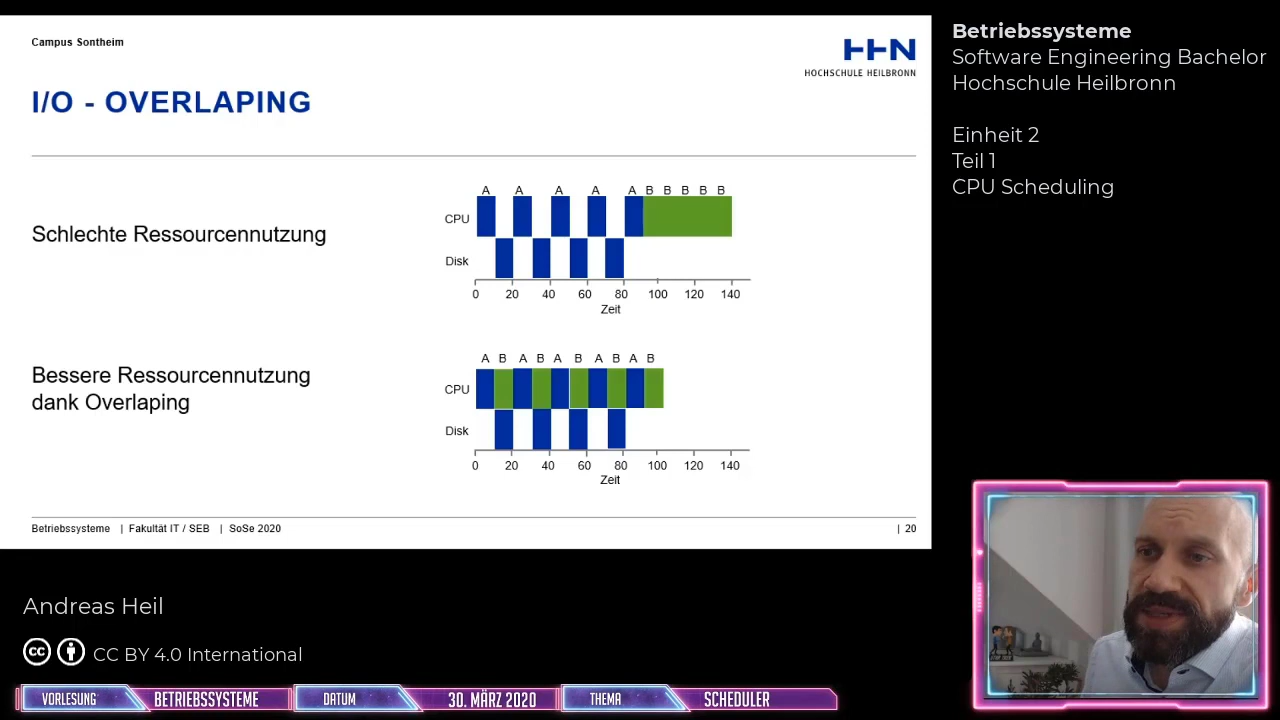 Campus Sontheim
HHN
HOCHSCHULE HEILBRONN
I/O - OVERLAPING
Schlechte Ressourcennutzung
A A A A A B B B B B
CPU
Disk
0 20 40 60 80 100 120 140
Zeit
Bessere Ressourcennutzung
dank Overlaping
A B A B A B A B A B
CPU
Disk
0 20 40 60 80 100 120 140
Zeit
Betriebssysteme | Fakultät IT / SEB | SoSe 2020
| 20
Betriebssysteme
Software Engineering Bachelor
Hochschule Heilbronn
Einheit 2
Teil 1
CPU Scheduling
Andreas Heil
cc
CC BY 4.0 International
VORLESUNG BETRIEBSSYSTEME DATUM 30. MÄRZ 2020 THEMA SCHEDULER